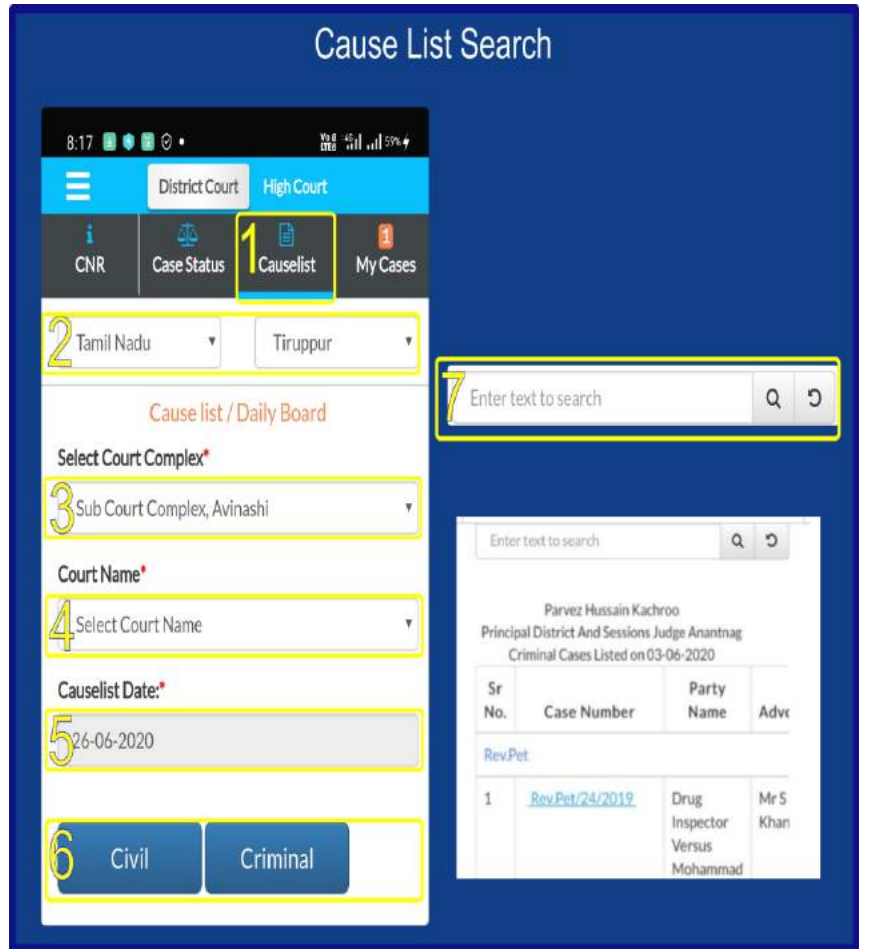 Cause List Search
8:17 59%
District Court High Court
CNR Case Status 1 Causelist 1 My Cases
2 Tamil Nadu Tiruppur
Cause list / Daily Board
Select Court Complex*
3 Sub Court Complex, Avinashi
Court Name*
4 Select Court Name
Causelist Date:*
5 26-06-2020
6 Civil Criminal
7 Enter text to search
Enter text to search
Parvez Hussain Kachroo
Principal District And Sessions Judge Anantnag
Criminal Cases Listed on 03-06-2020
Sr No. Case Number Party Name Advc
Rev.Pet
1 Rev.Pet/24/2019 Drug Mr S
Inspector Khan
Versus
Mohammad